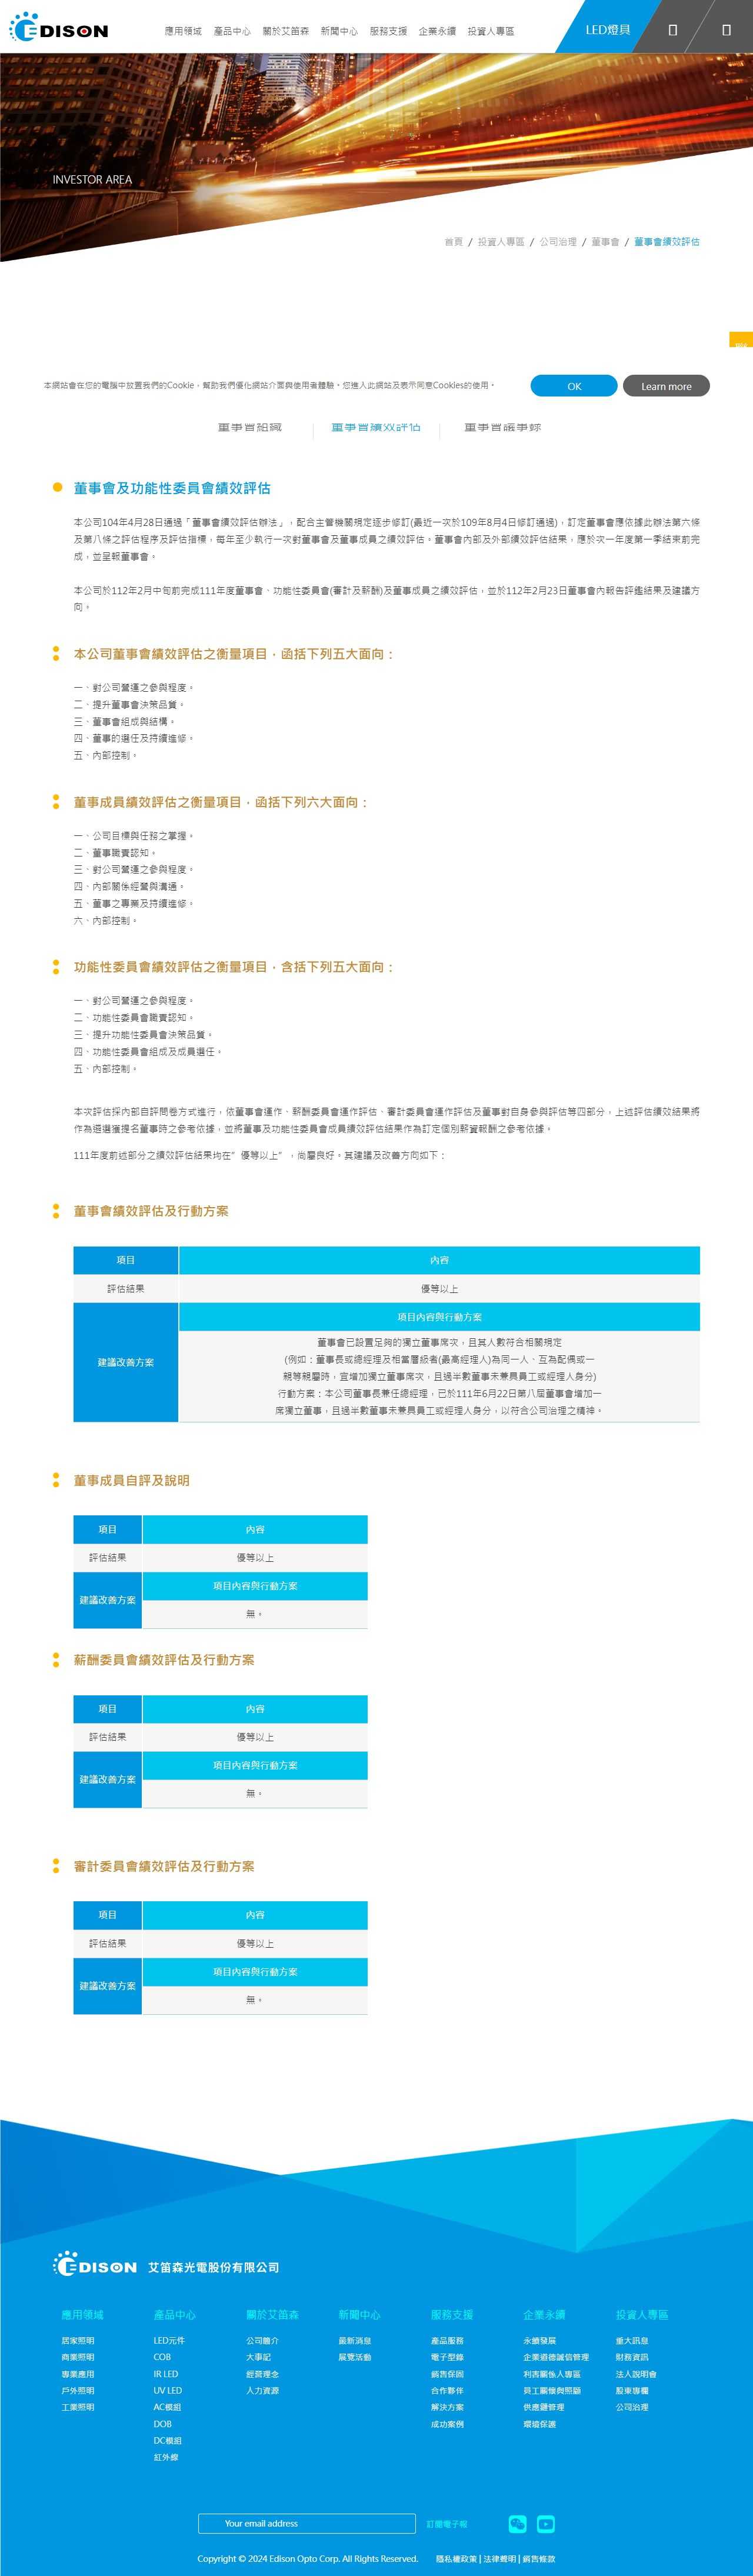 EDISON
應用領域 產品中心 關於艾笛森 新聞中心 服務支援 企業永續 投資人專區
LED燈具
INVESTOR AREA
首頁 / 投資人專區 / 公司治理 / 董事會 / 董事會績效評估
本網站會在您的電腦中放置我們的Cookie，幫助我們優化網站介面與使用者體驗。您進入此網站及表示同意Cookies的使用。
OK
Learn more
董事會組織
董事會績效評估
董事會議事錄
董事會及功能性委員會績效評估
本公司104年4月28日通過「董事會績效評估辦法」，配合主管機關規定逐步修訂(最近一次於109年8月4日修訂通過)，訂定董事會應依據此辦法第六條
及第八條之評估程序及評估指標，每年至少執行一次對董事會及董事成員之績效評估。董事會內部及外部績效評估結果，應於次一年度第一季結束前完
成，並呈報董事會。
本公司於112年2月中旬前完成111年度董事會、功能性委員會(審計及薪酬)及董事成員之績效評估，並於112年2月23日董事會內報告評鑑結果及建議方
向。
本公司董事會績效評估之衡量項目，函括下列五大面向：
一、對公司營運之參與程度。
二、提升董事會決策品質。
三、董事會組成與結構。
四、董事的選任及持續進修。
五、內部控制。
董事成員績效評估之衡量項目，函括下列六大面向：
一、公司目標與任務之掌握。
二、董事職責認知。
三、對公司營運之參與程度。
四、內部關係經營與溝通。
五、董事之專業及持續進修。
六、內部控制。
功能性委員會績效評估之衡量項目，含括下列五大面向：
一、對公司營運之參與程度。
二、功能性委員會職責認知。
三、提升功能性委員會決策品質。
四、功能性委員會組成及成員選任。
五、內部控制。
本次評估採內部自評問卷方式進行，依董事會運作、薪酬委員會運作評估、審計委員會運作評估及董事對自身參與評估等四部分，上述評估績效結果將
作為遴選獲提名董事時之參考依據，並將董事及功能性委員會成員績效評估結果作為訂定個別薪資報酬之參考依據。
111年度前述部分之績效評估結果均在”優等以上”，尚屬良好。其建議及改善方向如下：
董事會績效評估及行動方案
項目 內容
評估結果 優等以上
項目內容與行動方案
建議改善方案
董事會已設置足夠的獨立董事席次，且其人數符合相關規定
(例如：董事長或總經理及相當層級者(最高經理人)為同一人、互為配偶或一
親等親屬時，宜增加獨立董事席次，且過半數董事未兼具員工或經理人身分)
行動方案：本公司董事長兼任總經理，已於111年6月22日第八屆董事會增加一
席獨立董事，且過半數董事未兼具員工或經理人身分，以符合公司治理之精神。
董事成員自評及說明
項目 內容
評估結果 優等以上
建議改善方案 項目內容與行動方案
無。
薪酬委員會績效評估及行動方案
項目 內容
評估結果 優等以上
建議改善方案 項目內容與行動方案
無。
審計委員會績效評估及行動方案
項目 內容
評估結果 優等以上
建議改善方案 項目內容與行動方案
無。
EDISON 艾笛森光電股份有限公司
應用領域 產品中心 關於艾笛森 新聞中心 服務支援 企業永續 投資人專區
居家照明 LED元件 公司簡介 最新消息 產品服務 永續發展 重大訊息
商業照明 COB 大事記 展覽活動 電子型錄 企業道德誠信管理 財務資訊
專業應用 IR LED 經營理念 銷售保固 利害關係人專區 法人說明會
戶外照明 UV LED 人力資源 合作夥伴 員工關懷與照顧 股東專欄
工業照明 AC模組 解決方案 供應鏈管理 公司治理
DOB 成功案例 環境保護
DC模組
紅外線
Your email address
訂閱電子報
Copyright © 2024 Edison Opto Corp. All Rights Reserved. 隱私權政策 | 法律聲明 | 銷售條款